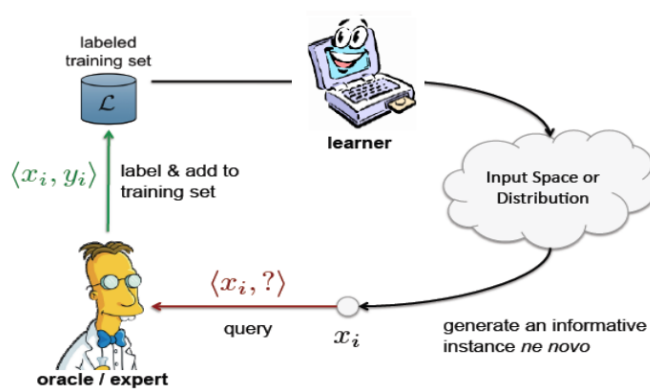 labeled
training set
ℒ
learner
Input Space or
Distribution
⟨x_i, y_i⟩
label & add to
training set
⟨x_i, ?⟩
query
x_i
generate an informative
instance ne novo
oracle / expert